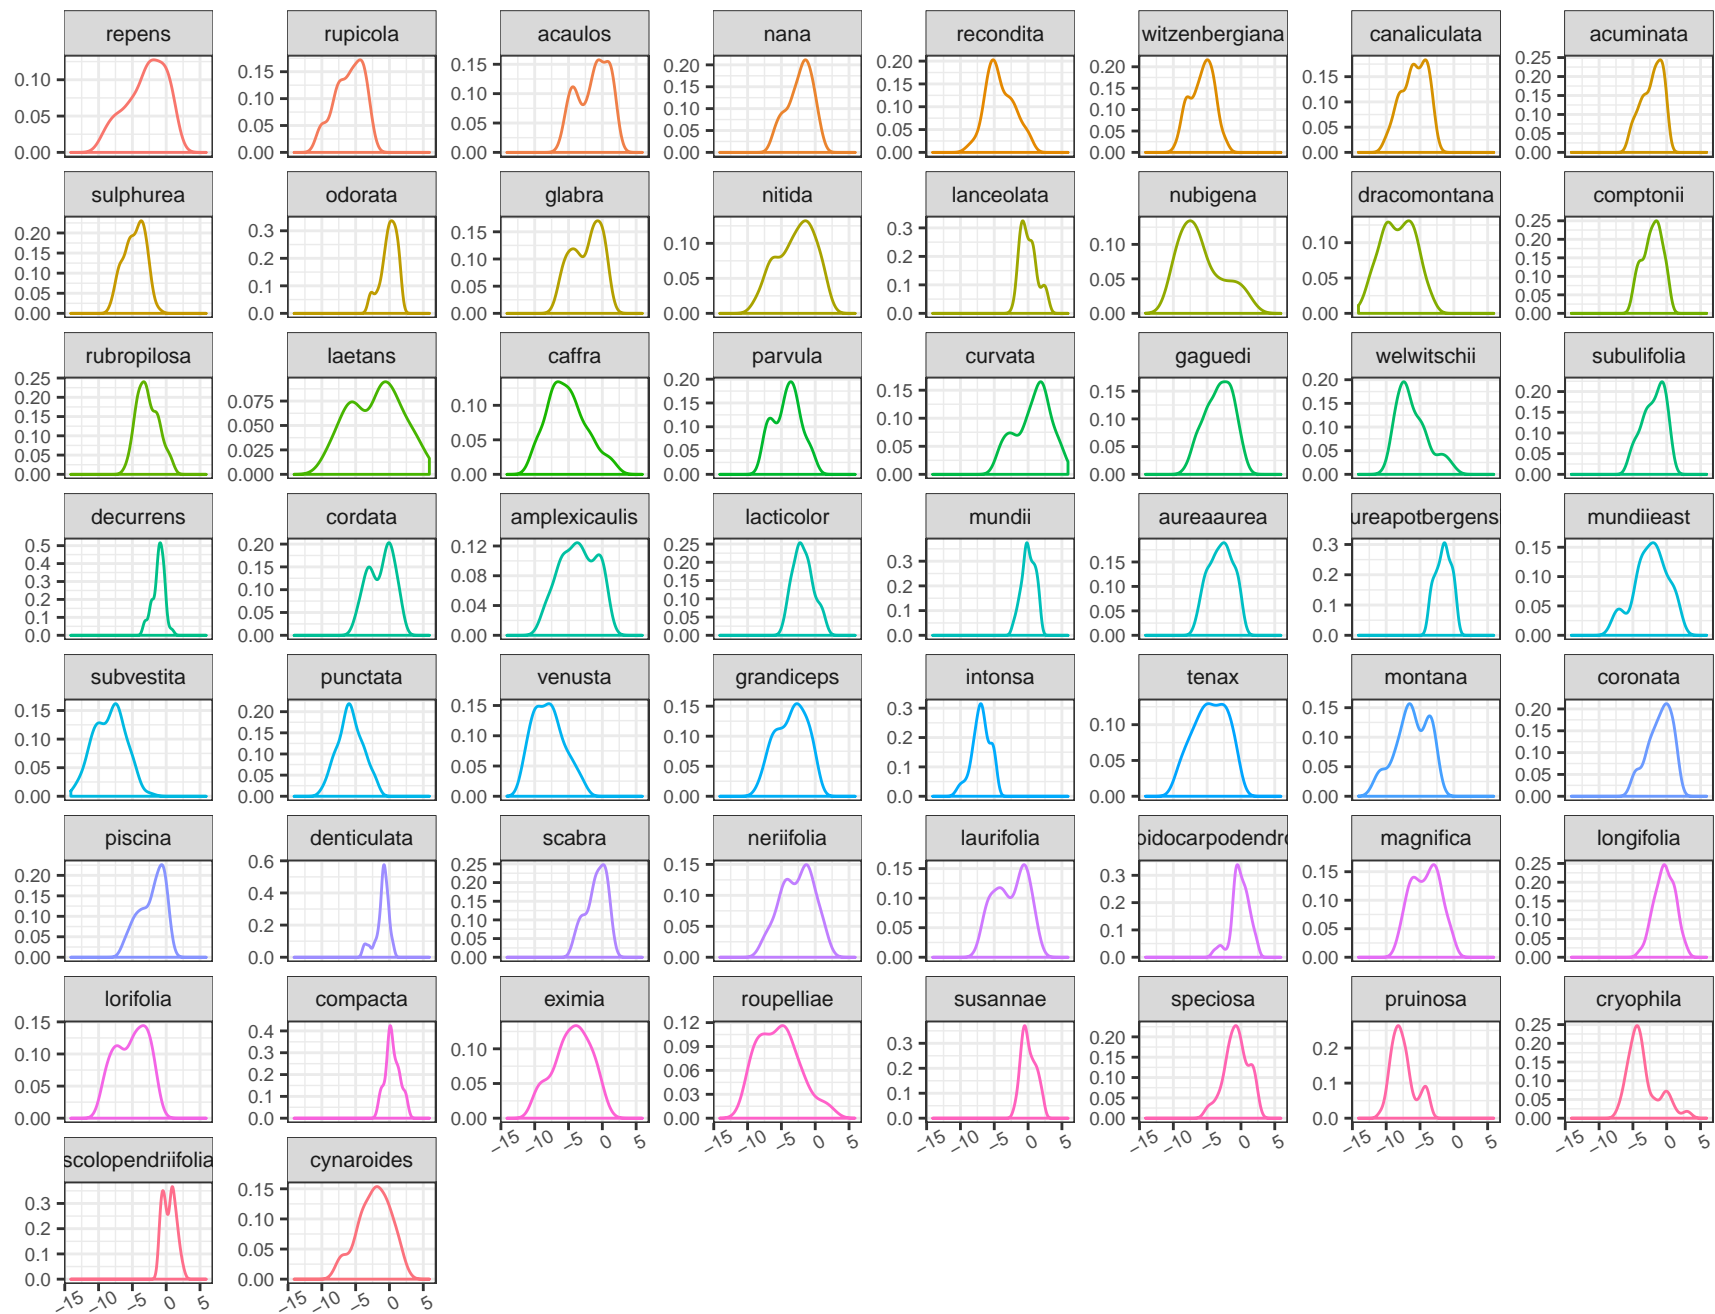 repens rupicola acaulos nana recondita witzenbergiana canaliculata acuminata
0.10 0.05 0.00
0.15 0.10 0.05 0.00
0.15 0.10 0.05 0.00
0.20 0.15 0.10 0.05 0.00
0.20 0.15 0.10 0.05 0.00
0.20 0.15 0.10 0.05 0.00
0.15 0.10 0.05 0.00
0.25 0.20 0.15 0.10 0.05 0.00
sulphurea odorata glabra nitida lanceolata nubigena dracomontana comptonii
0.20 0.15 0.10 0.05 0.00
0.3 0.2 0.1 0.0
0.15 0.10 0.05 0.00
0.10 0.05 0.00
0.3 0.2 0.1 0.0
0.10 0.05 0.00
0.10 0.05 0.00
0.25 0.20 0.15 0.10 0.05 0.00
rubropilosa laetans caffra parvula curvata gaguedi welwitschii subulifolia
0.25 0.20 0.15 0.10 0.05 0.00
0.075 0.050 0.025 0.000
0.10 0.05 0.00
0.20 0.15 0.10 0.05 0.00
0.15 0.10 0.05 0.00
0.15 0.10 0.05 0.00
0.20 0.15 0.10 0.05 0.00
0.20 0.15 0.10 0.05 0.00
decurrens cordata amplexicaulis lacticolor mundii aureaaurea ureapotbergens mundiieast
0.5 0.4 0.3 0.2 0.1 0.0
0.20 0.15 0.10 0.05 0.00
0.12 0.08 0.04 0.00
0.25 0.20 0.15 0.10 0.05 0.00
0.3 0.2 0.1 0.0
0.15 0.10 0.05 0.00
0.3 0.2 0.1 0.0
0.15 0.10 0.05 0.00
subvestita punctata venusta grandiceps intonsa tenax montana coronata
0.15 0.10 0.05 0.00
0.20 0.15 0.10 0.05 0.00
0.15 0.10 0.05 0.00
0.15 0.10 0.05 0.00
0.3 0.2 0.1 0.0
0.10 0.05 0.00
0.15 0.10 0.05 0.00
0.20 0.15 0.10 0.05 0.00
piscina denticulata scabra neriifolia laurifolia pidocarpodendro magnifica longifolia
0.20 0.15 0.10 0.05 0.00
0.6 0.4 0.2 0.0
0.25 0.20 0.15 0.10 0.05 0.00
0.15 0.10 0.05 0.00
0.15 0.10 0.05 0.00
0.3 0.2 0.1 0.0
0.15 0.10 0.05 0.00
0.25 0.20 0.15 0.10 0.05 0.00
lorifolia compacta eximia roupelliae susannae speciosa pruinosa cryophila
0.15 0.10 0.05 0.00
0.4 0.3 0.2 0.1 0.0
0.10 0.05 0.00
0.12 0.09 0.06 0.03 0.00
0.3 0.2 0.1 0.0
0.20 0.15 0.10 0.05 0.00
0.2 0.1 0.0
0.25 0.20 0.15 0.10 0.05 0.00
−15 −10 −5 0 5
−15 −10 −5 0 5
−15 −10 −5 0 5
−15 −10 −5 0 5
−15 −10 −5 0 5
−15 −10 −5 0 5
scolopendriifolia cynaroides
0.3 0.2 0.1 0.0
0.15 0.10 0.05 0.00
−15 −10 −5 0 5
−15 −10 −5 0 5